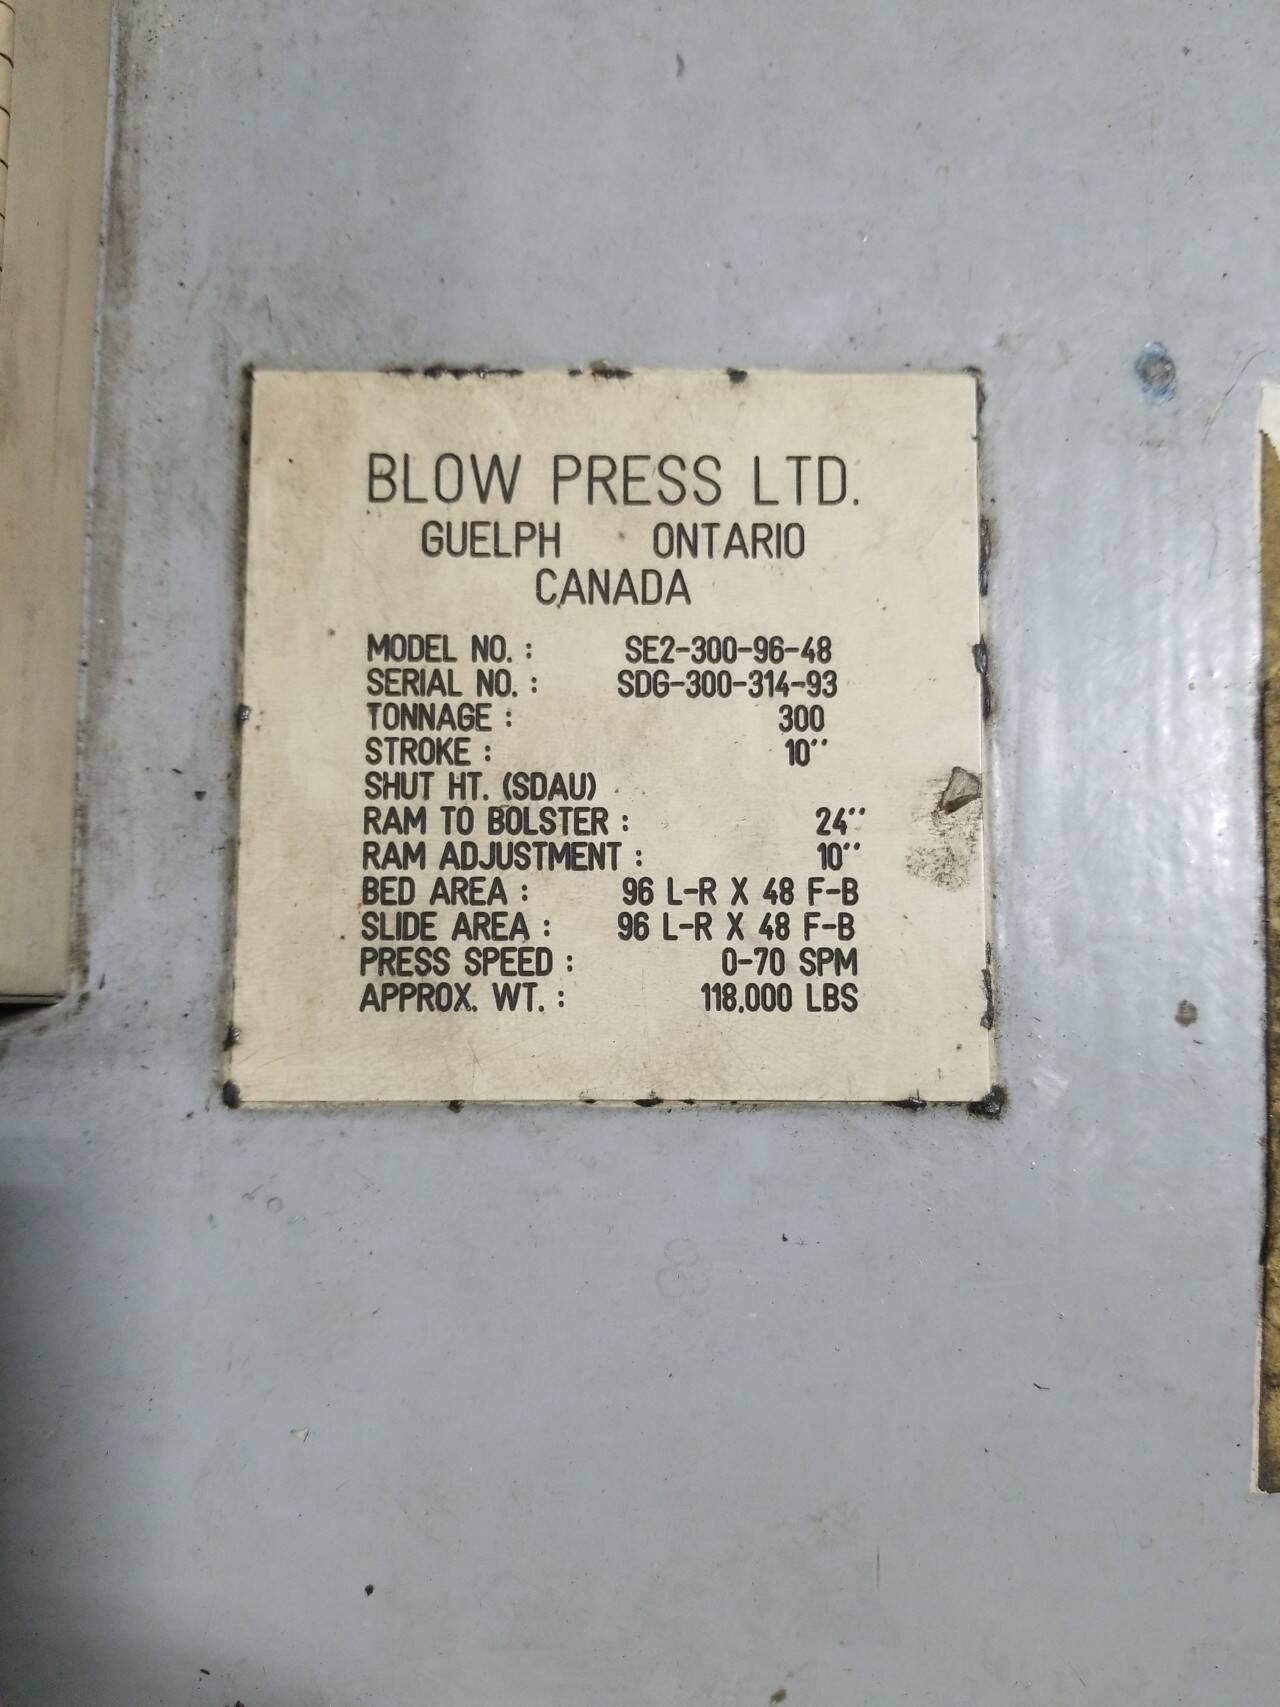 BLOW PRESS LTD.
GUELPH ONTARIO
CANADA
MODEL NO. : SE2-300-96-48
SERIAL NO. : SDG-300-314-93
TONNAGE : 300
STROKE : 10''
SHUT HT. (SDAU)
RAM TO BOLSTER : 24''
RAM ADJUSTMENT : 10''
BED AREA : 96 L-R X 48 F-B
SLIDE AREA : 96 L-R X 48 F-B
PRESS SPEED : 0-70 SPM
APPROX. WT. : 118,000 LBS